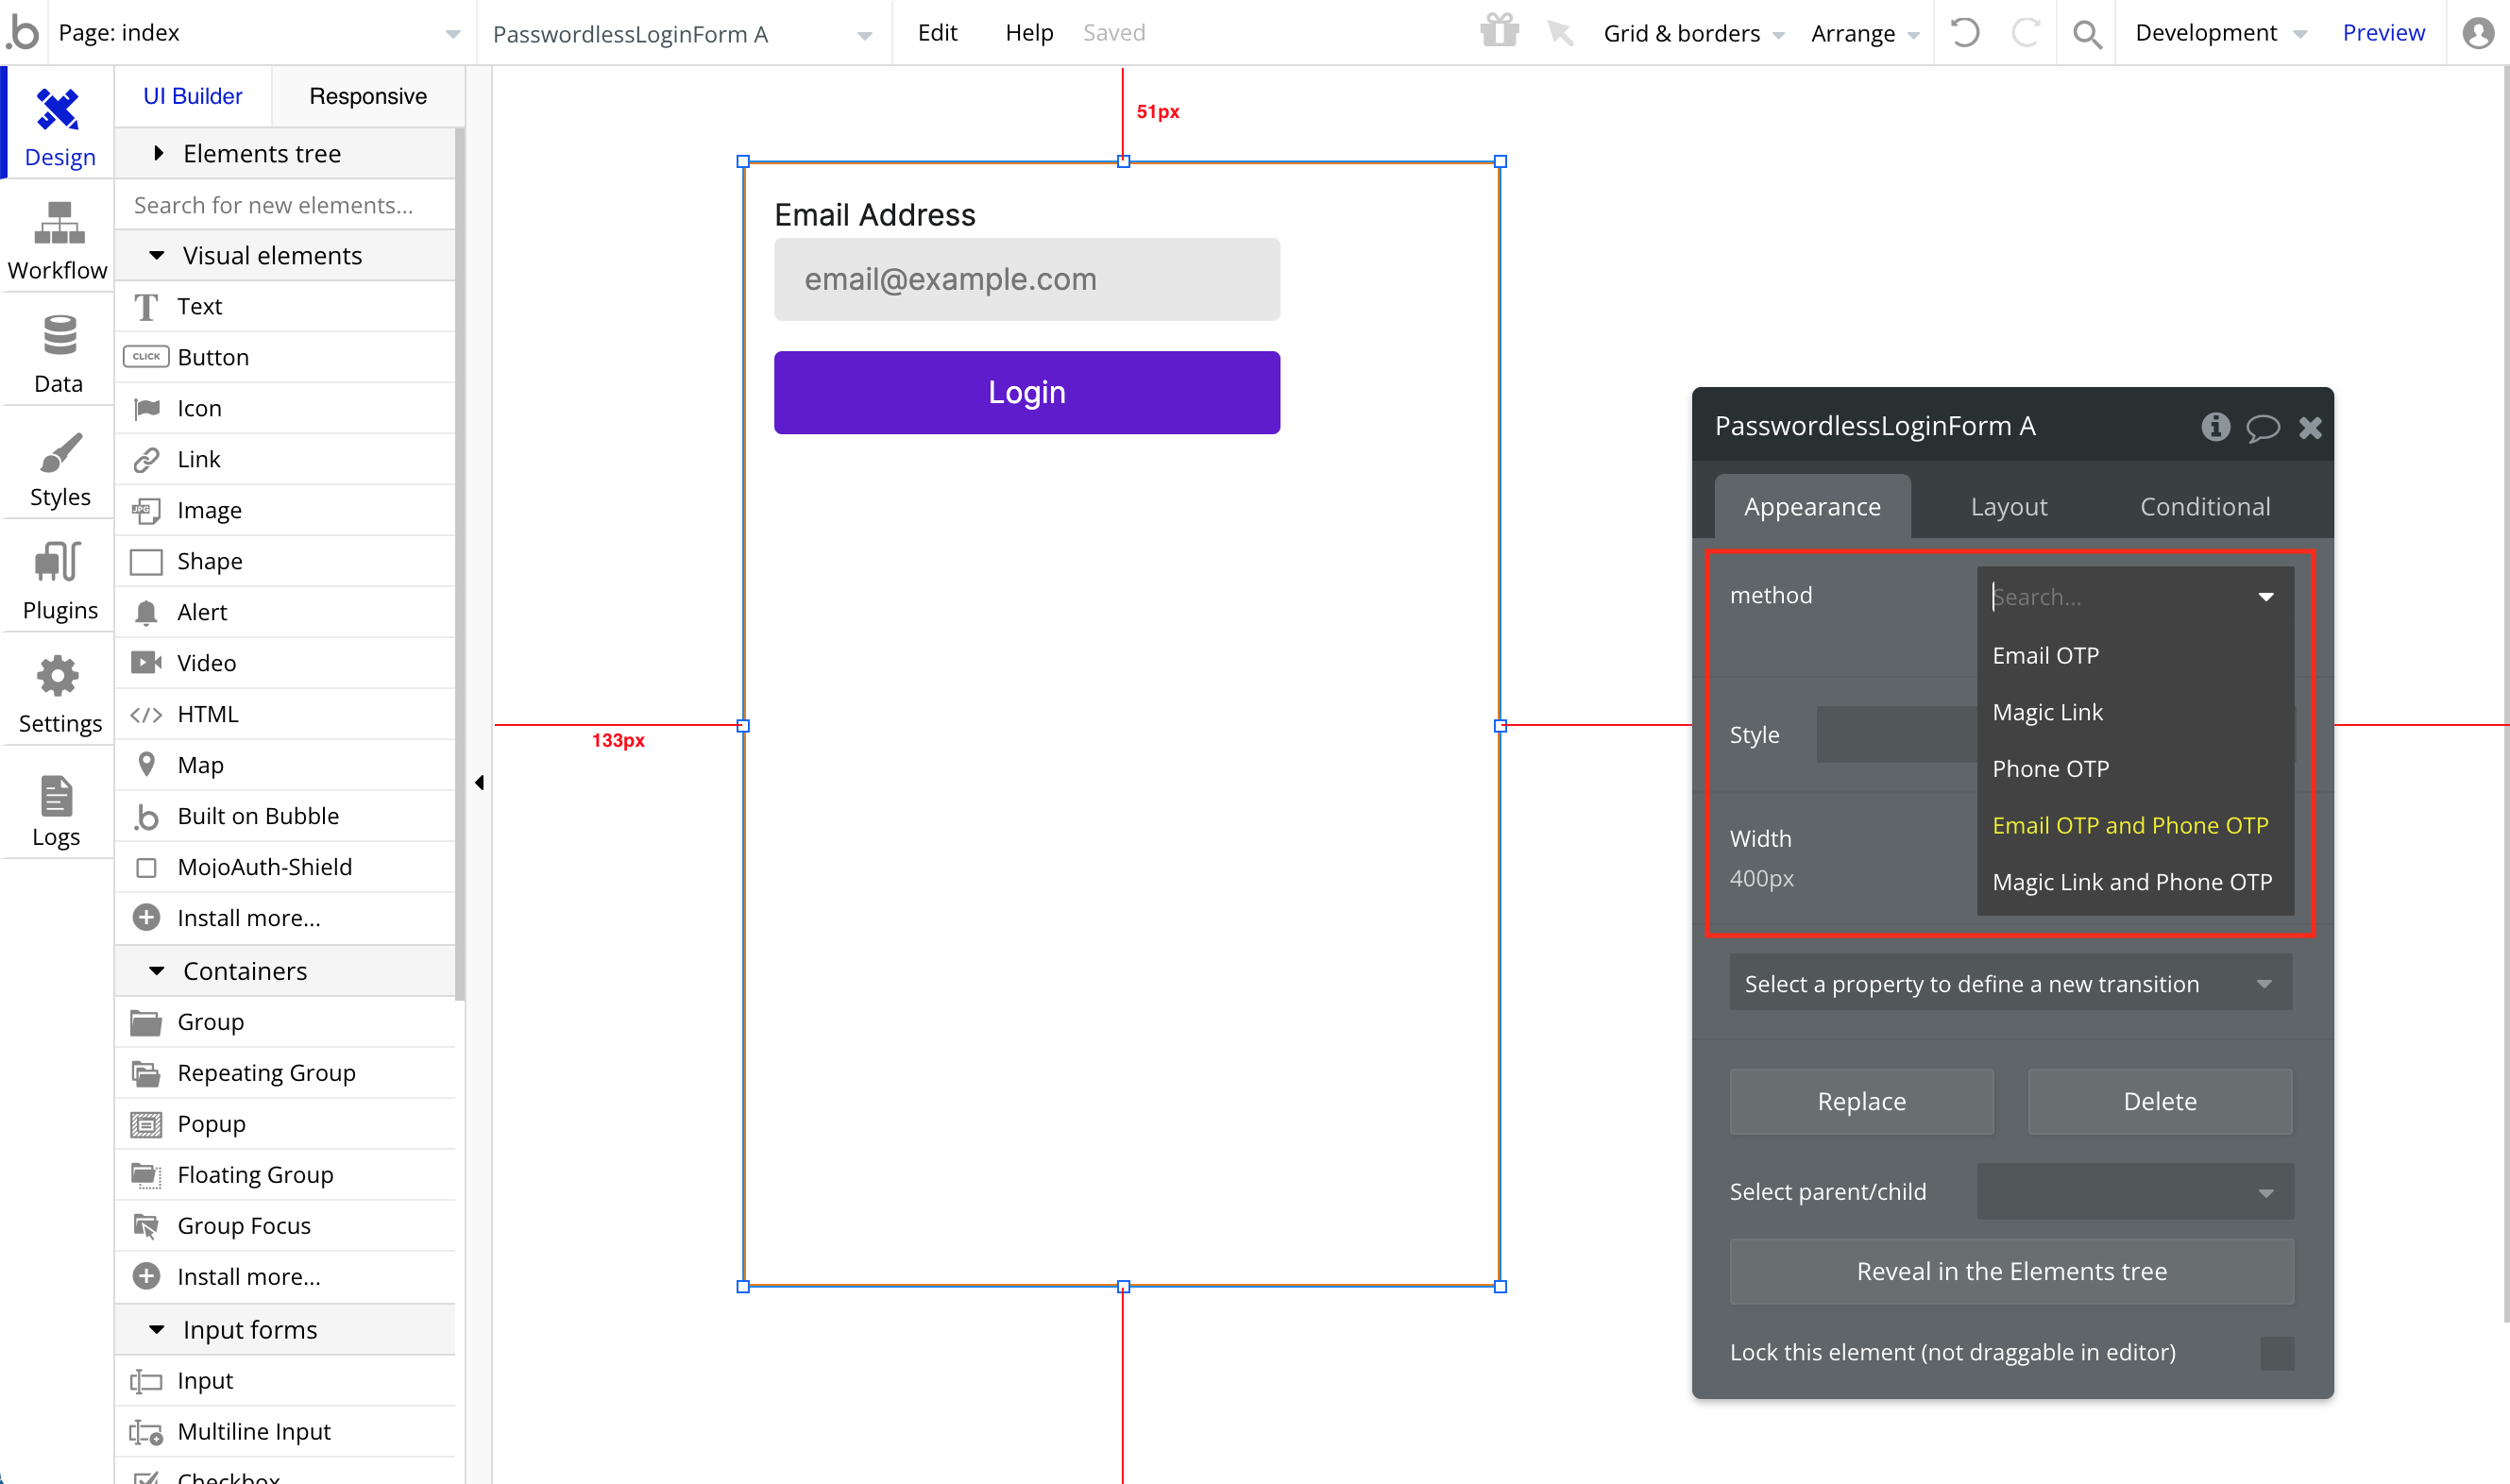 .b
Page: index
PasswordlessLoginForm A
Edit
Help
Saved
Grid & borders
Arrange
Development
Preview
Design
Workflow
Data
Styles
Plugins
Settings
Logs
UI Builder
Responsive
Elements tree
Search for new elements...
Visual elements
Text
CLICK
Button
Icon
Link
JPG
Image
Shape
Alert
Video
</>
HTML
Map
.b
Built on Bubble
MojoAuth-Shield
Install more...
Containers
Group
Repeating Group
Popup
Floating Group
Group Focus
Install more...
Input forms
Input
Multiline Input
Checkbox
51px
133px
Email Address
email@example.com
Login
PasswordlessLoginForm A
Appearance
Layout
Conditional
method
Search...
Email OTP
Magic Link
Phone OTP
Email OTP and Phone OTP
Magic Link and Phone OTP
Style
Width
400px
Select a property to define a new transition
Replace
Delete
Select parent/child
Reveal in the Elements tree
Lock this element (not draggable in editor)